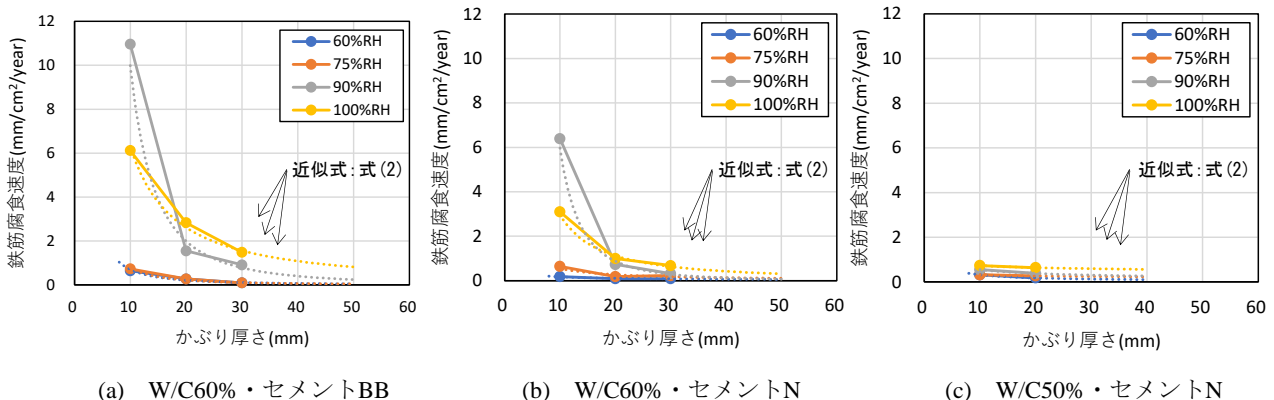 鉄筋腐食速度(mm/cm²/year)
12
10
8
6
4
2
0
60%RH
75%RH
90%RH
100%RH
近似式：式(2)
0 10 20 30 40 50 60
かぶり厚さ(mm)
(a) W/C60%・セメントBB
鉄筋腐食速度(mm/cm²/year)
12
10
8
6
4
2
0
60%RH
75%RH
90%RH
100%RH
近似式：式(2)
0 10 20 30 40 50 60
かぶり厚さ(mm)
(b) W/C60%・セメントN
鉄筋腐食速度(mm/cm²/year)
12
10
8
6
4
2
0
60%RH
75%RH
90%RH
100%RH
近似式：式(2)
0 10 20 30 40 50 60
かぶり厚さ(mm)
(c) W/C50%・セメントN